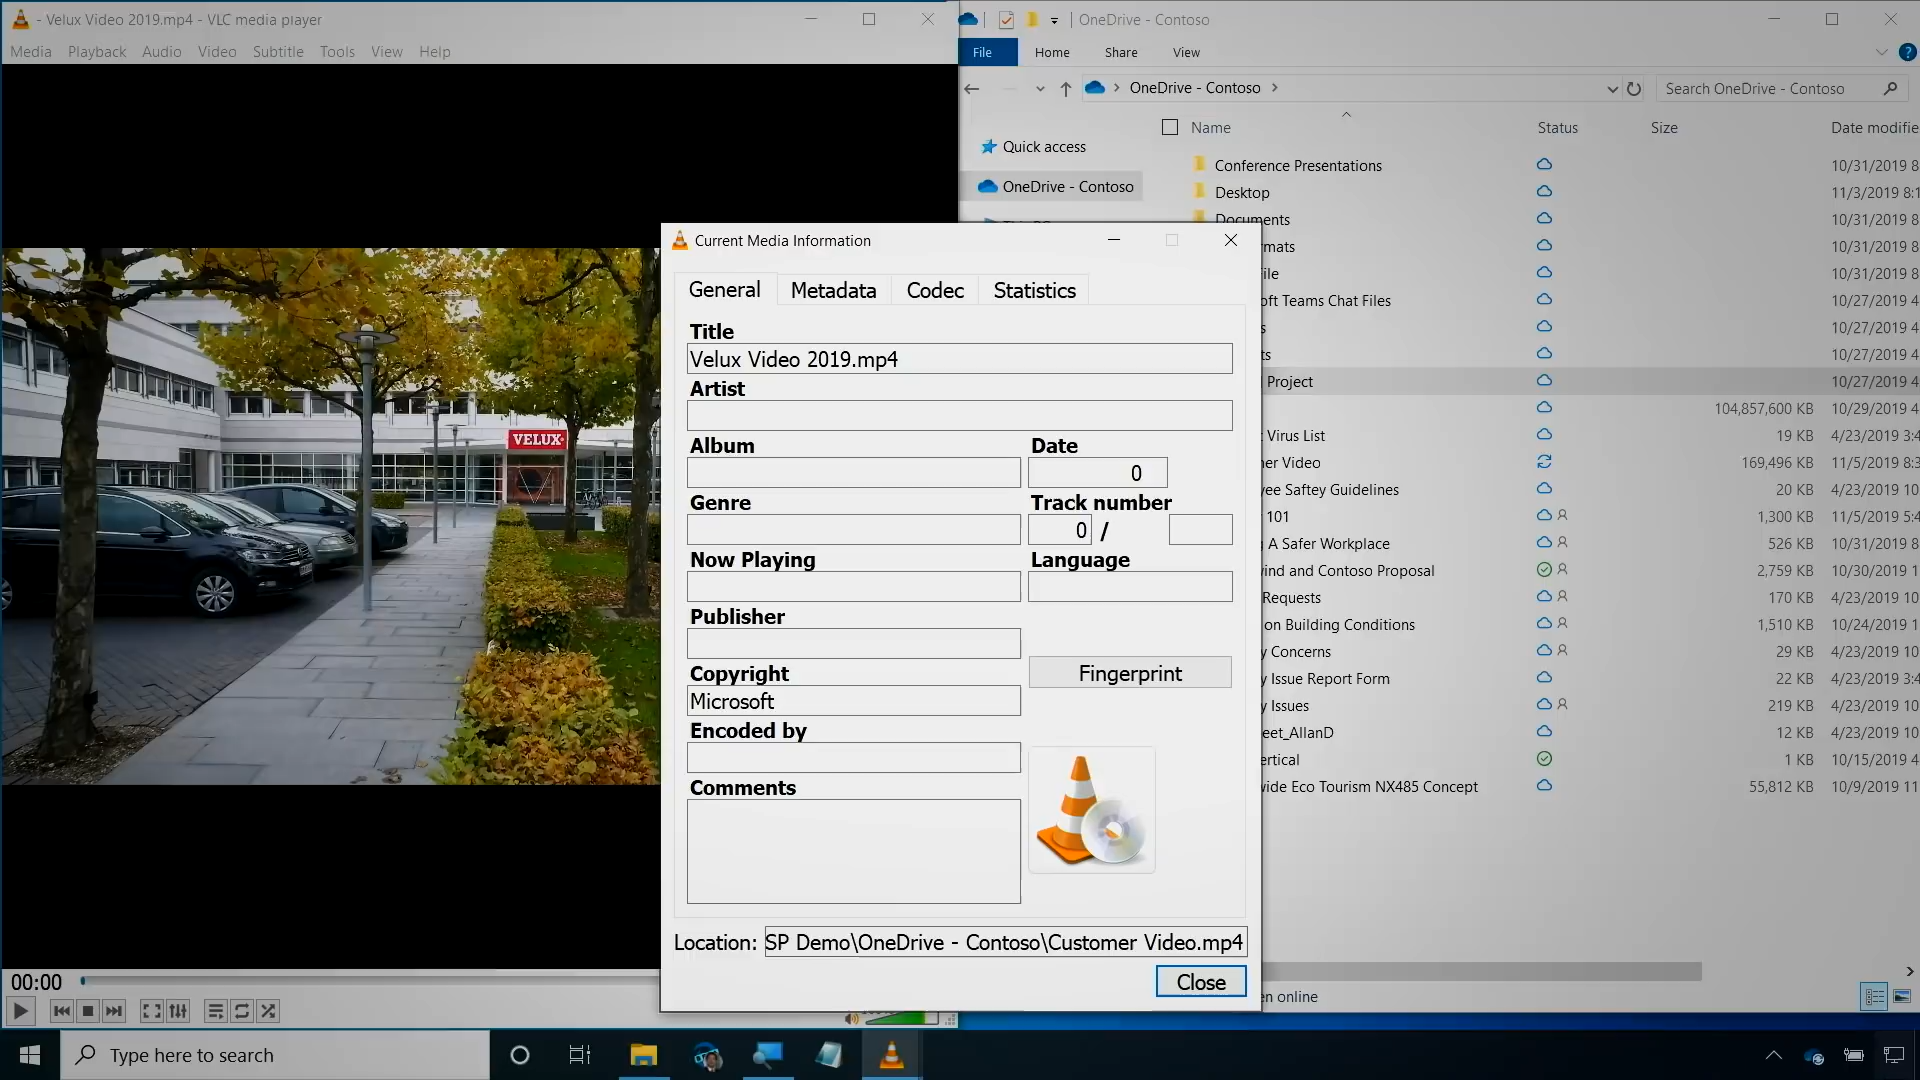 - Velux Video 2019.mp4 - VLC media player
Media Playback Audio Video Subtitle Tools View Help
OneDrive - Contoso
File Home Share View
OneDrive - Contoso
Search OneDrive - Contoso
Name Status Size Date modifie
Quick access
OneDrive - Contoso
Conference Presentations 10/31/2019 8
Desktop 11/3/2019 8:1
Documents 10/31/2019 8
rmats 10/31/2019 8
ile 10/31/2019 8
oft Teams Chat Files 10/27/2019 4
s 10/27/2019 4
ts 10/27/2019 4
Project 10/27/2019 4
104,857,600 KB 10/29/2019 4
Virus List 19 KB 4/23/2019 3:4
er Video 169,496 KB 11/5/2019 8:3
ee Saftey Guidelines 20 KB 4/23/2019 10
101 1,300 KB 11/5/2019 5:4
g A Safer Workplace 526 KB 10/31/2019 8
ind and Contoso Proposal 2,759 KB 10/30/2019 1
Requests 170 KB 4/23/2019 10
on Building Conditions 1,510 KB 10/24/2019 1
y Concerns 29 KB 4/23/2019 10
y Issue Report Form 22 KB 4/23/2019 3:4
y Issues 219 KB 4/23/2019 10
eet_AllanD 12 KB 4/23/2019 10
ertical 1 KB 10/15/2019 4
wide Eco Tourism NX485 Concept 55,812 KB 10/9/2019 11
en online
VELUX
Current Media Information
General Metadata Codec Statistics
Title
Velux Video 2019.mp4
Artist
Album Date
0
Genre Track number
0 /
Now Playing Language
Publisher
Fingerprint
Copyright
Microsoft
Encoded by
Comments
Location: SP Demo\OneDrive - Contoso\Customer Video.mp4
Close
00:00
Type here to search